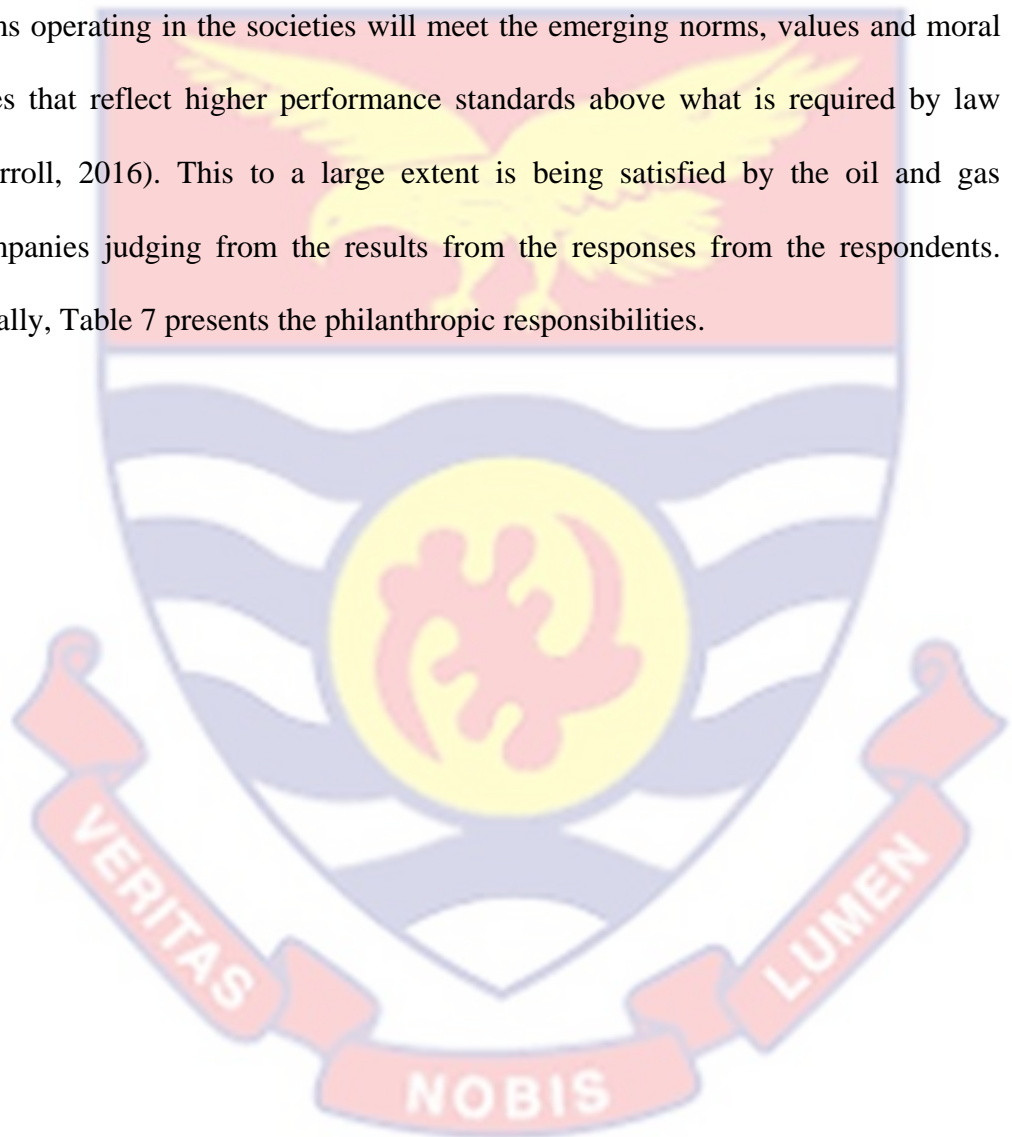 ns operating in the societies will meet the emerging norms, values and moral
es that reflect higher performance standards above what is required by law
rroll, 2016). This to a large extent is being satisfied by the oil and gas
mpanies judging from the results from the responses from the respondents.
ally, Table 7 presents the philanthropic responsibilities.
VERITAS
NOBIS
LUMEN